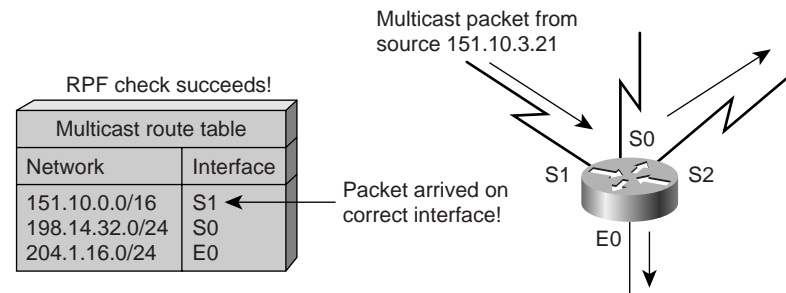 Multicast packet from
source 151.10.3.21
RPF check succeeds!
Multicast route table
Network Interface
151.10.0.0/16 S1
198.14.32.0/24 S0
204.1.16.0/24 E0
Packet arrived on
correct interface!
S0
S1
S2
E0